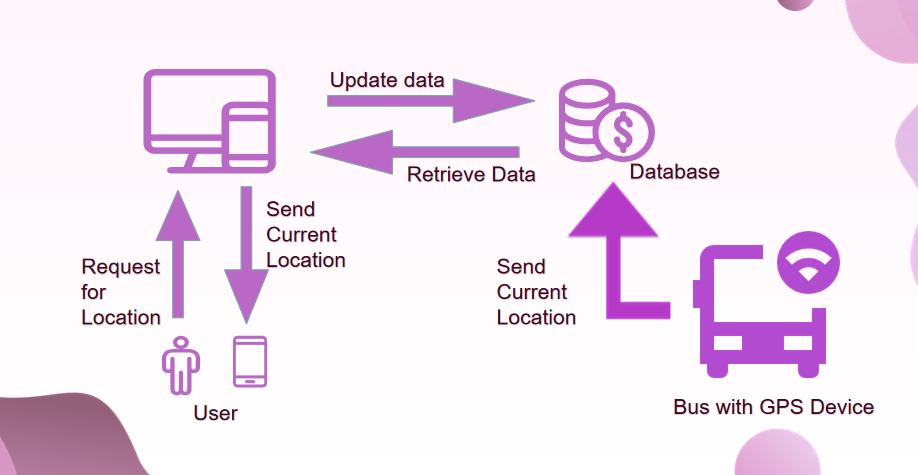 Update data
Retrieve Data
Database
Send
Current
Location
Request
for
Location
Send
Current
Location
User
Bus with GPS Device